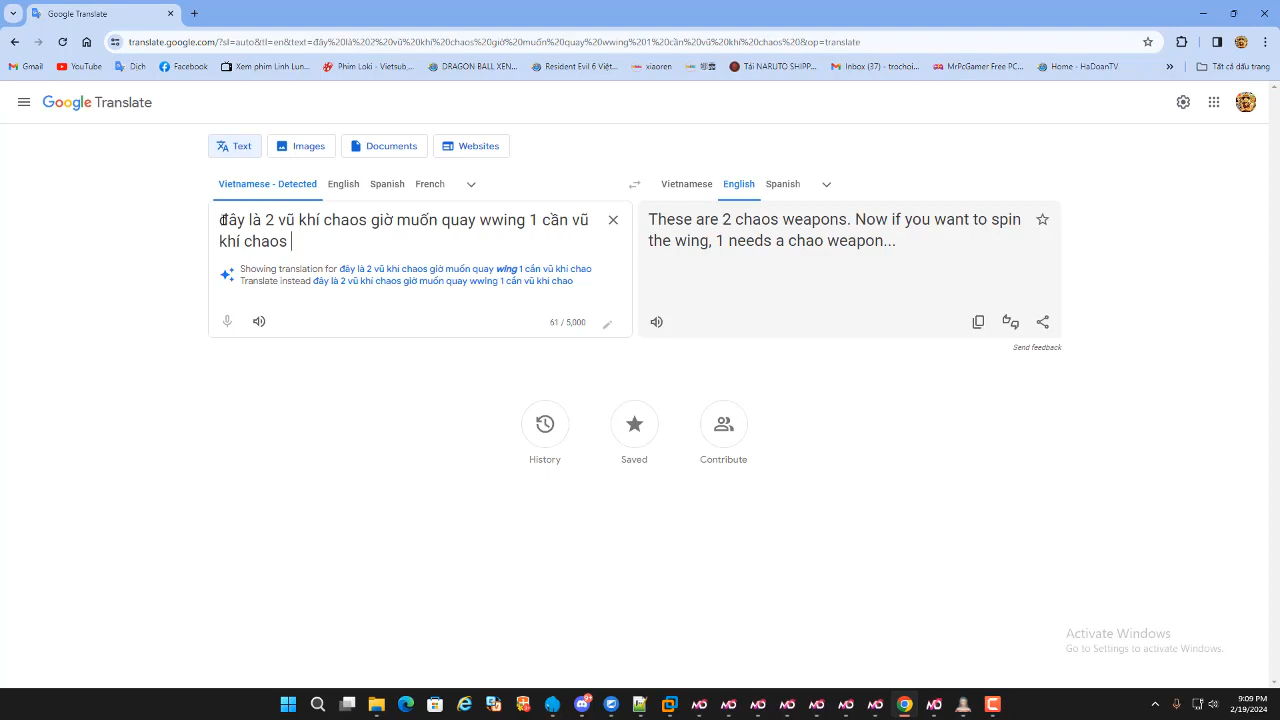 Google Translate
translate.google.com/?sl=auto&tl=en&text=đây%20là%202%20vũ%20khí%20chaos%20giờ%20muốn%20quay%20wwing%201%20cần%20vũ%20khí%20chaos%20&op=translate
Gmail YouTube Dịch Facebook Xem phim Linh Lun... Phim Loki - Vietsub,... DRAGON BALL XEN... Resident Evil 6 Việt... xiaoren Tải NARUTO SHIPP... Inbox (37) - trochoi... MrPcGamer Free PC... Home - HaDoanTV » Tất cả dấu trang
Google Translate
Text Images Documents Websites
Vietnamese - Detected English Spanish French Vietnamese English Spanish
đây là 2 vũ khí chaos giờ muốn quay wwing 1 cần vũ
khí chaos
These are 2 chaos weapons. Now if you want to spin
the wing, 1 needs a chao weapon...
Showing translation for đây là 2 vũ khí chaos giờ muốn quay wing 1 cần vũ khí chao
Translate instead đây là 2 vũ khí chaos giờ muốn quay wwing 1 cần vũ khí chao
61 / 5,000
Send feedback
History Saved Contribute
Activate Windows
Go to Settings to activate Windows.
9:09 PM
2/19/2024